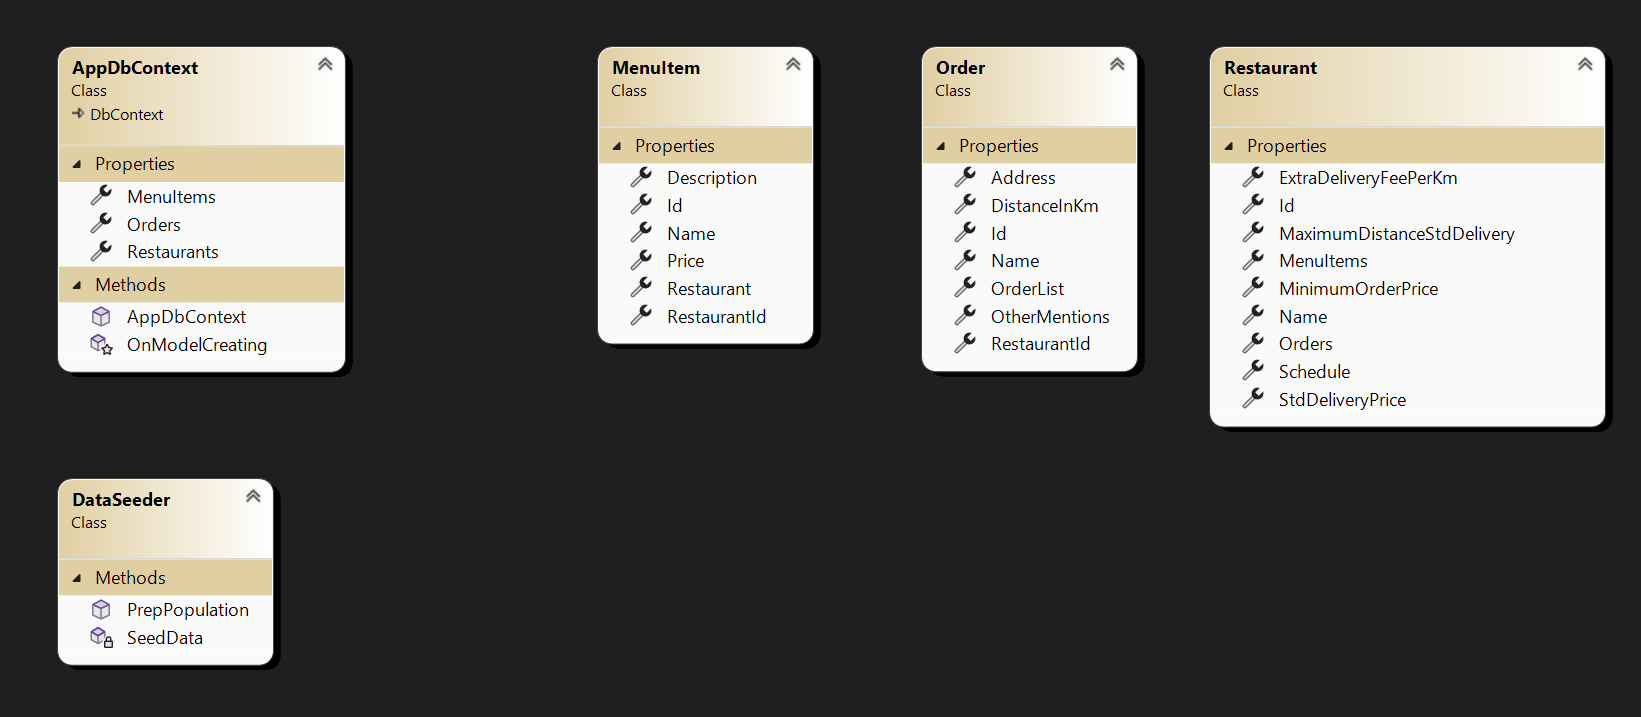 AppDbContext
Class
DbContext
Properties
MenuItems
Orders
Restaurants
Methods
AppDbContext
OnModelCreating
MenuItem
Class
Properties
Description
Id
Name
Price
Restaurant
RestaurantId
Order
Class
Properties
Address
DistanceInKm
Id
Name
OrderList
OtherMentions
RestaurantId
Restaurant
Class
Properties
ExtraDeliveryFeePerKm
Id
MaximumDistanceStdDelivery
MenuItems
MinimumOrderPrice
Name
Orders
Schedule
StdDeliveryPrice
DataSeeder
Class
Methods
PrepPopulation
SeedData